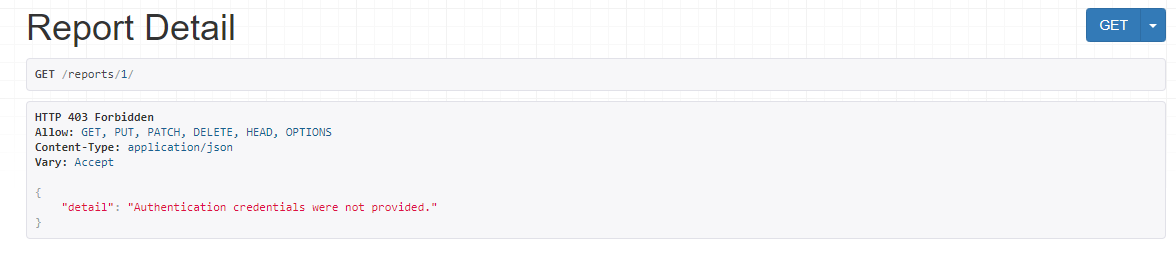 Report Detail
GET
GET /reports/1/
HTTP 403 Forbidden
Allow: GET, PUT, PATCH, DELETE, HEAD, OPTIONS
Content-Type: application/json
Vary: Accept
{
"detail": "Authentication credentials were not provided."
}